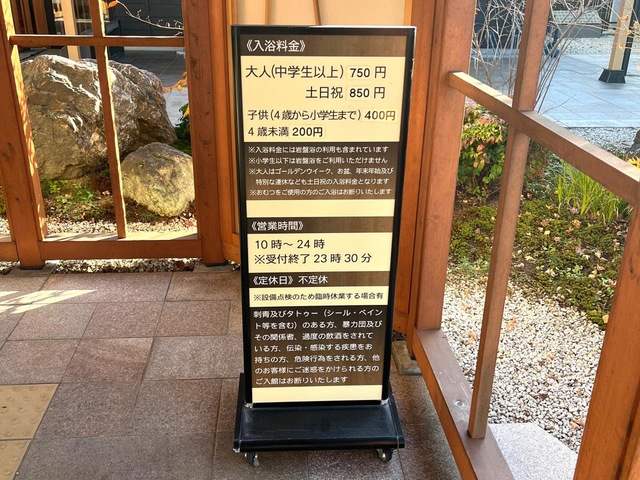 《入浴料金》
大人(中学生以上) 750 円
土日祝 850 円
子供(4歳から小学生まで) 400円
4歳未満 200円
※入浴料金には岩盤浴の利用も含まれています
※小学生以下は岩盤浴をご利用いただけません
※大人はゴールデンウイーク、お盆、年末年始及び
特別な連休なども土日祝の入浴料金となります
※おむつをご使用の方のご入浴はお断りいたします
《営業時間》
10時～24時
※受付終了23時30分
《定休日》不定休
※設備点検のため臨時休業する場合有
刺青及びタトゥー(シール・ペイン
ト等を含む)のある方、暴力団及び
その関係者、過度の飲酒をされて
いる方、伝染・感染する疾患をお
持ちの方、危険行為をされる方、他
のお客様にご迷惑をかけられる方の
ご入館はお断りいたします